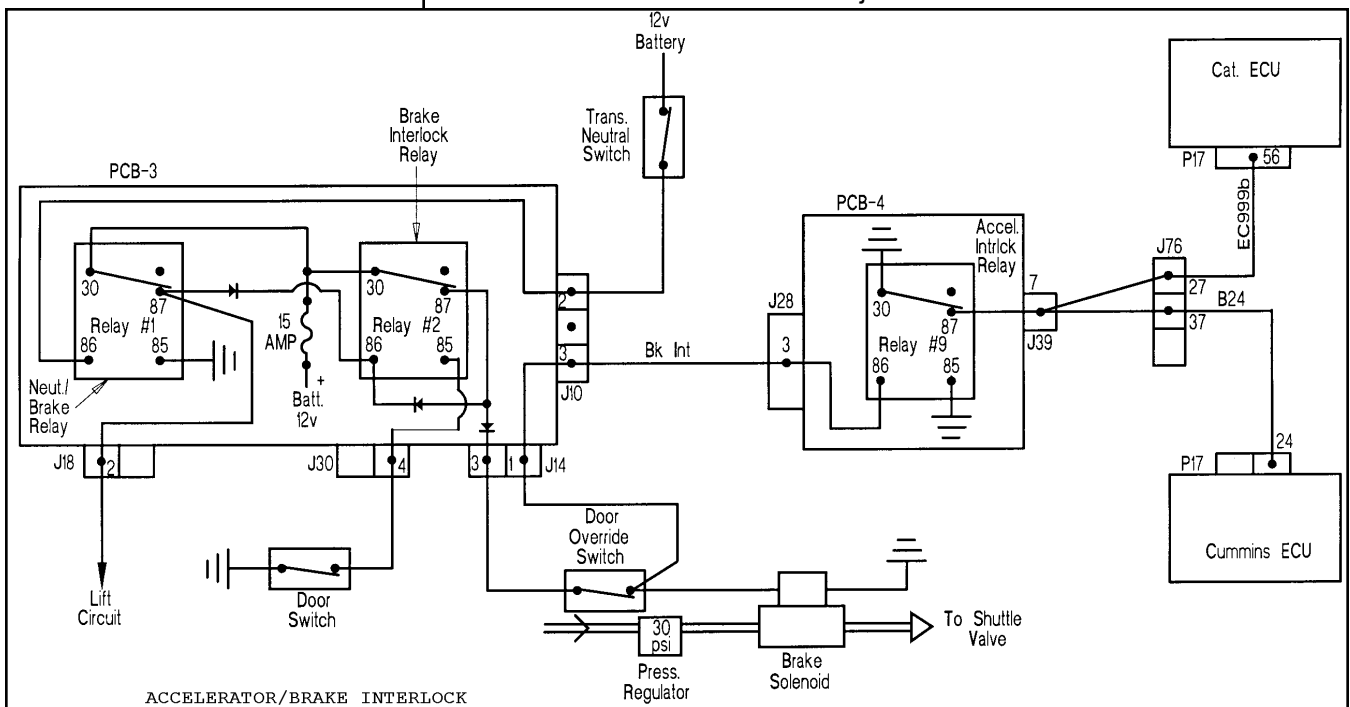 12v
Battery
Cat. ECU
Trans.
Neutral
Switch
Brake
Interlock
Relay
P17
56
PCB-3
EC999b
PCB-4
Accel.
Intrlck
Relay
J76
30
87
Relay #1
86
85
15
AMP
+
Batt.
12v
30
87
Relay #2
86
85
2
3
J10
Bk Int
J28
3
30
87
Relay #9
86
85
7
J39
27
37
B24
Neut./
Brake
Relay
J18
2
J30
4
3
1
J14
P17
24
Cummins ECU
Door
Override
Switch
Lift
Circuit
Door
Switch
30
psi
Press.
Regulator
Brake
Solenoid
To Shuttle
Valve
ACCELERATOR/BRAKE INTERLOCK